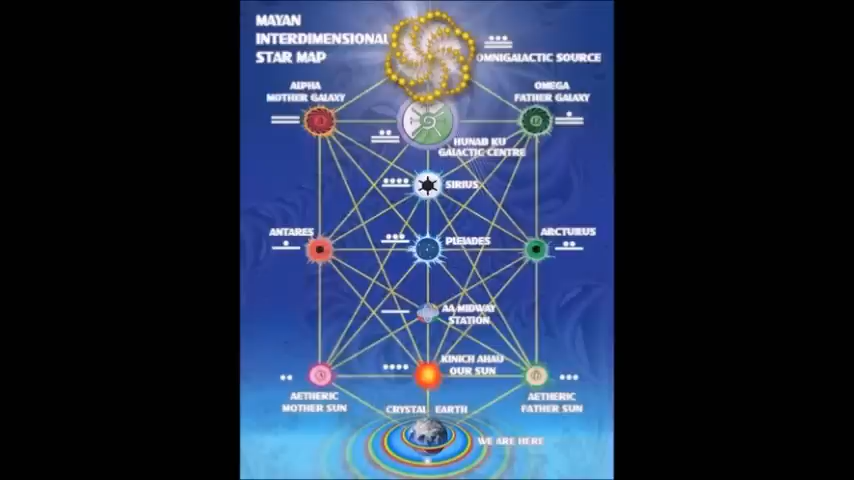 MAYAN
INTERDIMENSIONAL
STAR MAP
OMNIGALACTIC SOURCE
ALPHA
MOTHER GALAXY
OMEGA
FATHER GALAXY
HUNAB KU
GALACTIC CENTRE
SIRIUS
ANTARES
PLEIADES
ARCTURUS
AA MIDWAY
STATION
KINICH AHAU
OUR SUN
AETHERIC
MOTHER SUN
AETHERIC
FATHER SUN
CRYSTAL EARTH
WE ARE HERE